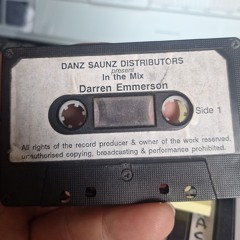 DANZ SAUNZ DISTRIBUTORS
present
In the Mix
Darren Emmerson
Side 1
All rights of the record producer & owner of the work reserved,
unauthorised copying, broadcasting & performance prohibited.